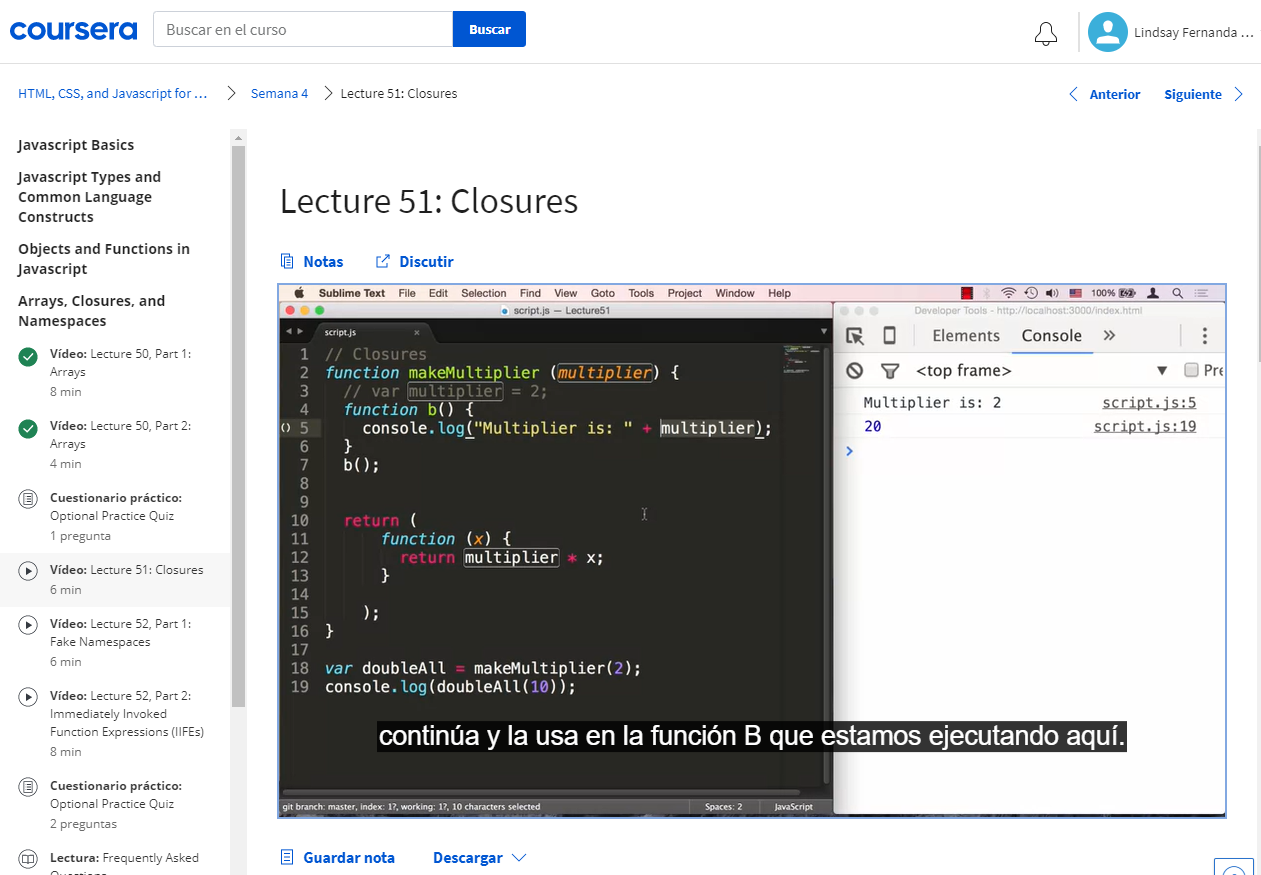 coursera
Buscar en el curso
Buscar
Lindsay Fernanda ...
HTML, CSS, and Javascript for ...
Semana 4
Lecture 51: Closures
Anterior
Siguiente
Javascript Basics
Javascript Types and
Common Language
Constructs
Objects and Functions in
Javascript
Arrays, Closures, and
Namespaces
Vídeo: Lecture 50, Part 1:
Arrays
8 min
Vídeo: Lecture 50, Part 2:
Arrays
4 min
Cuestionario práctico:
Optional Practice Quiz
1 pregunta
Vídeo: Lecture 51: Closures
6 min
Vídeo: Lecture 52, Part 1:
Fake Namespaces
6 min
Vídeo: Lecture 52, Part 2:
Immediately Invoked
Function Expressions (IIFEs)
8 min
Cuestionario práctico:
Optional Practice Quiz
2 preguntas
Lectura: Frequently Asked
Questions
Lecture 51: Closures
Notas
Discutir
Sublime Text File Edit Selection Find View Goto Tools Project Window Help
100%
script.js — Lecture51
script.js
1 // Closures
2 function makeMultiplier (multiplier) {
3 // var multiplier = 2;
4 function b() {
5 console.log("Multiplier is: " + multiplier);
6 }
7 b();
8
9
10 return (
11 function (x) {
12 return multiplier * x;
13 }
14
15 );
16 }
17
18 var doubleAll = makeMultiplier(2);
19 console.log(doubleAll(10));
git branch: master, index: 1?, working: 1?, 10 characters selected
Spaces: 2
JavaScript
Developer Tools - http://localhost:3000/index.html
Elements
Console
<top frame>
Pre
Multiplier is: 2 script.js:5
20 script.js:19
continúa y la usa en la función B que estamos ejecutando aquí.
Guardar nota
Descargar